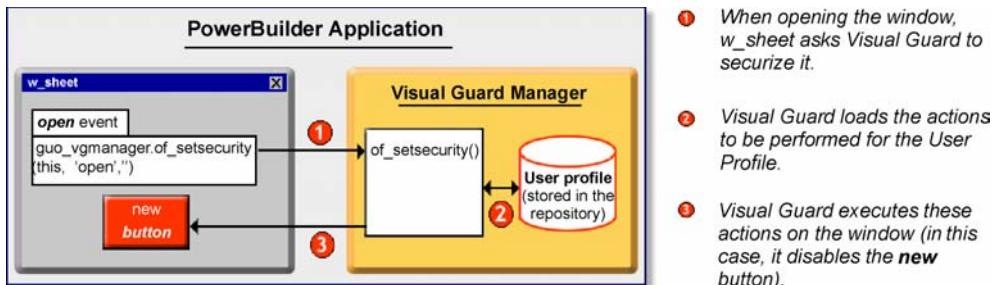 PowerBuilder Application
w_sheet
X
open event
guo_vgmanager.of_setsecurity
(this, 'open','')
new
button
1
3
Visual Guard Manager
of_setsecurity()
2
User profile
(stored in the
repository)
1 When opening the window,
w_sheet asks Visual Guard to
securize it.
2 Visual Guard loads the actions
to be performed for the User
Profile.
3 Visual Guard executes these
actions on the window (in this
case, it disables the new
button).